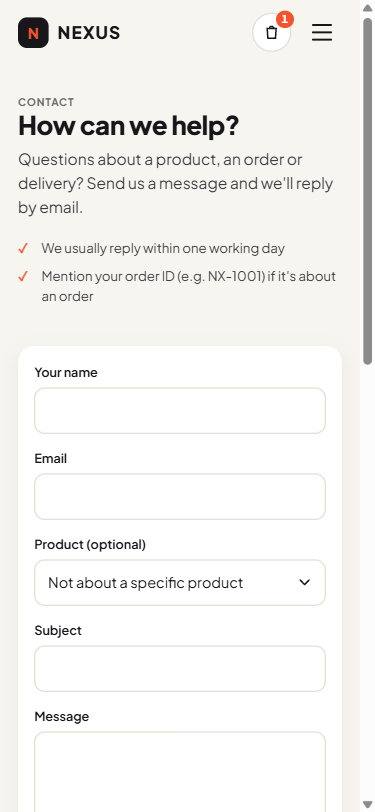 N NEXUS
1
CONTACT
How can we help?
Questions about a product, an order or
delivery? Send us a message and we'll reply
by email.
✓ We usually reply within one working day
✓ Mention your order ID (e.g. NX-1001) if it's about
an order
Your name
Email
Product (optional)
Not about a specific product
Subject
Message